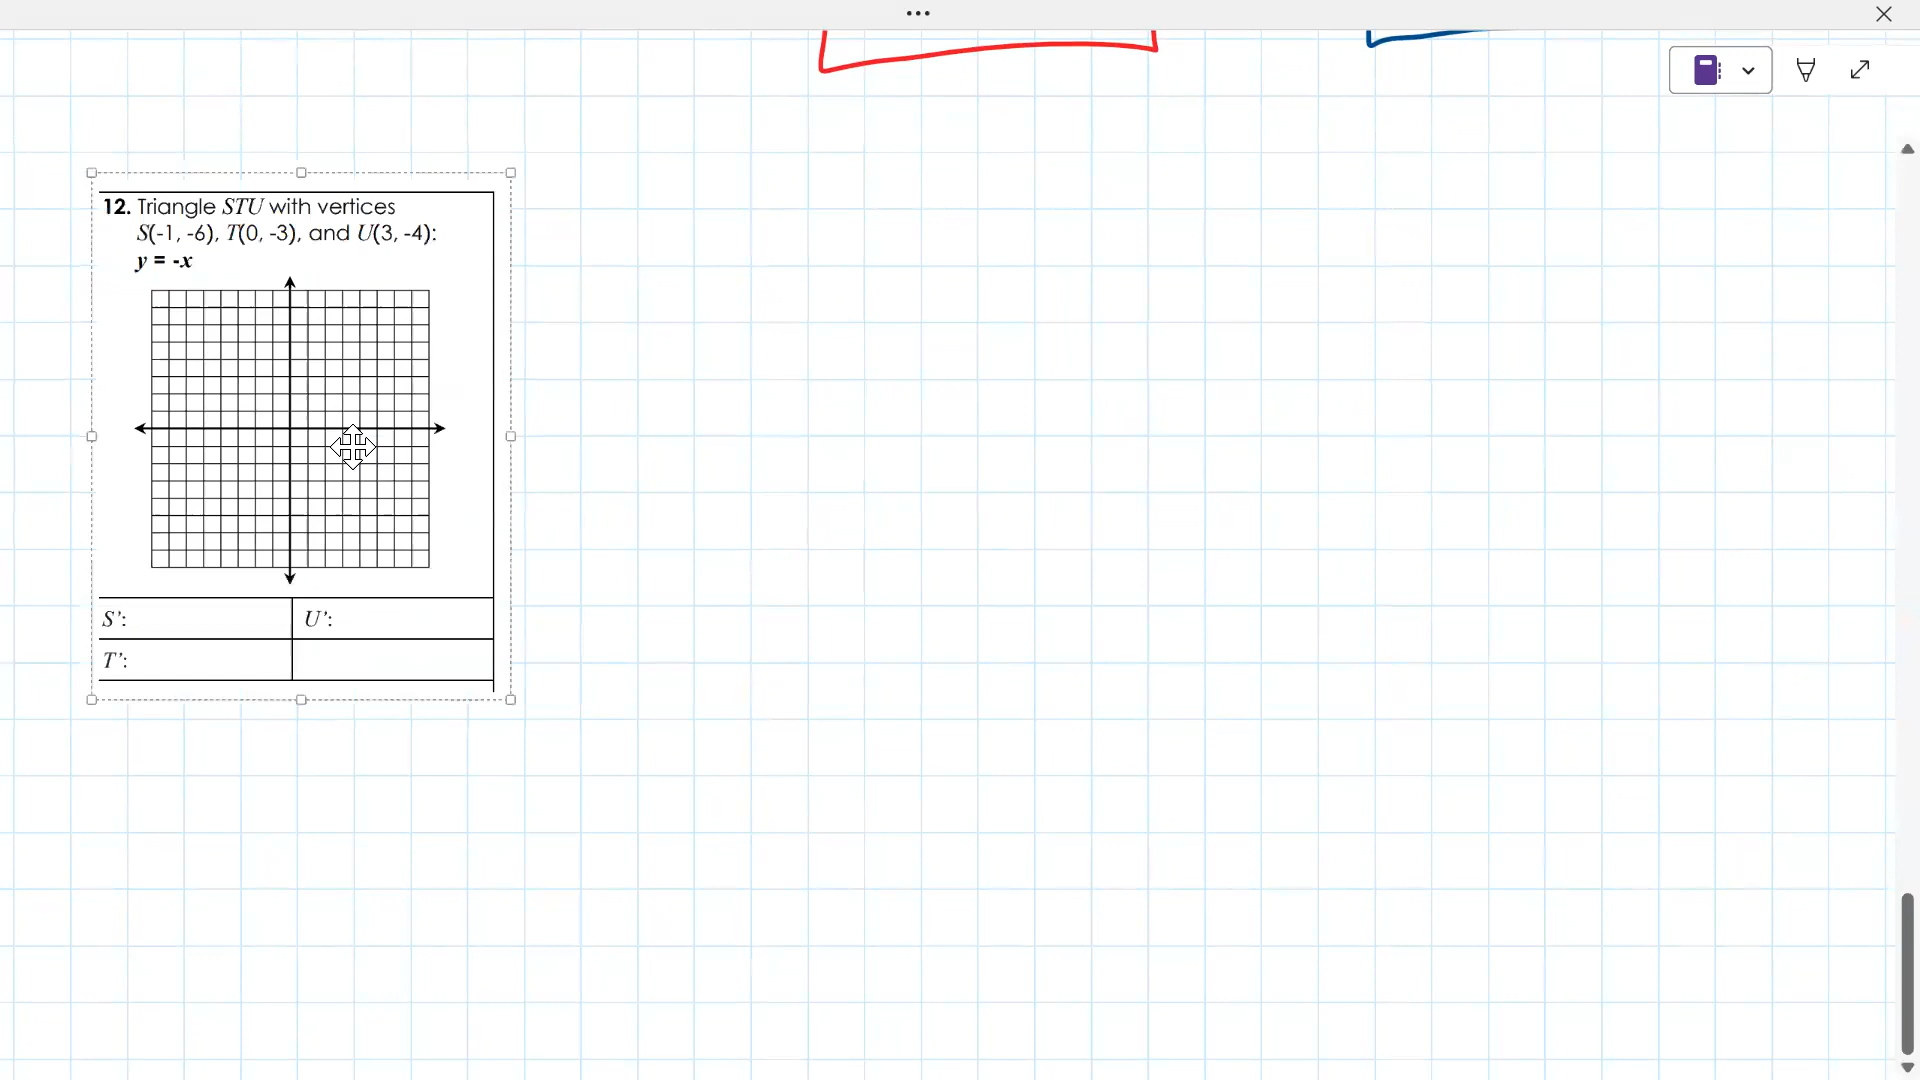 12. Triangle STU with vertices
S(-1, -6), T(0, -3), and U(3, -4):
y = -x
S’:
U’:
T’: